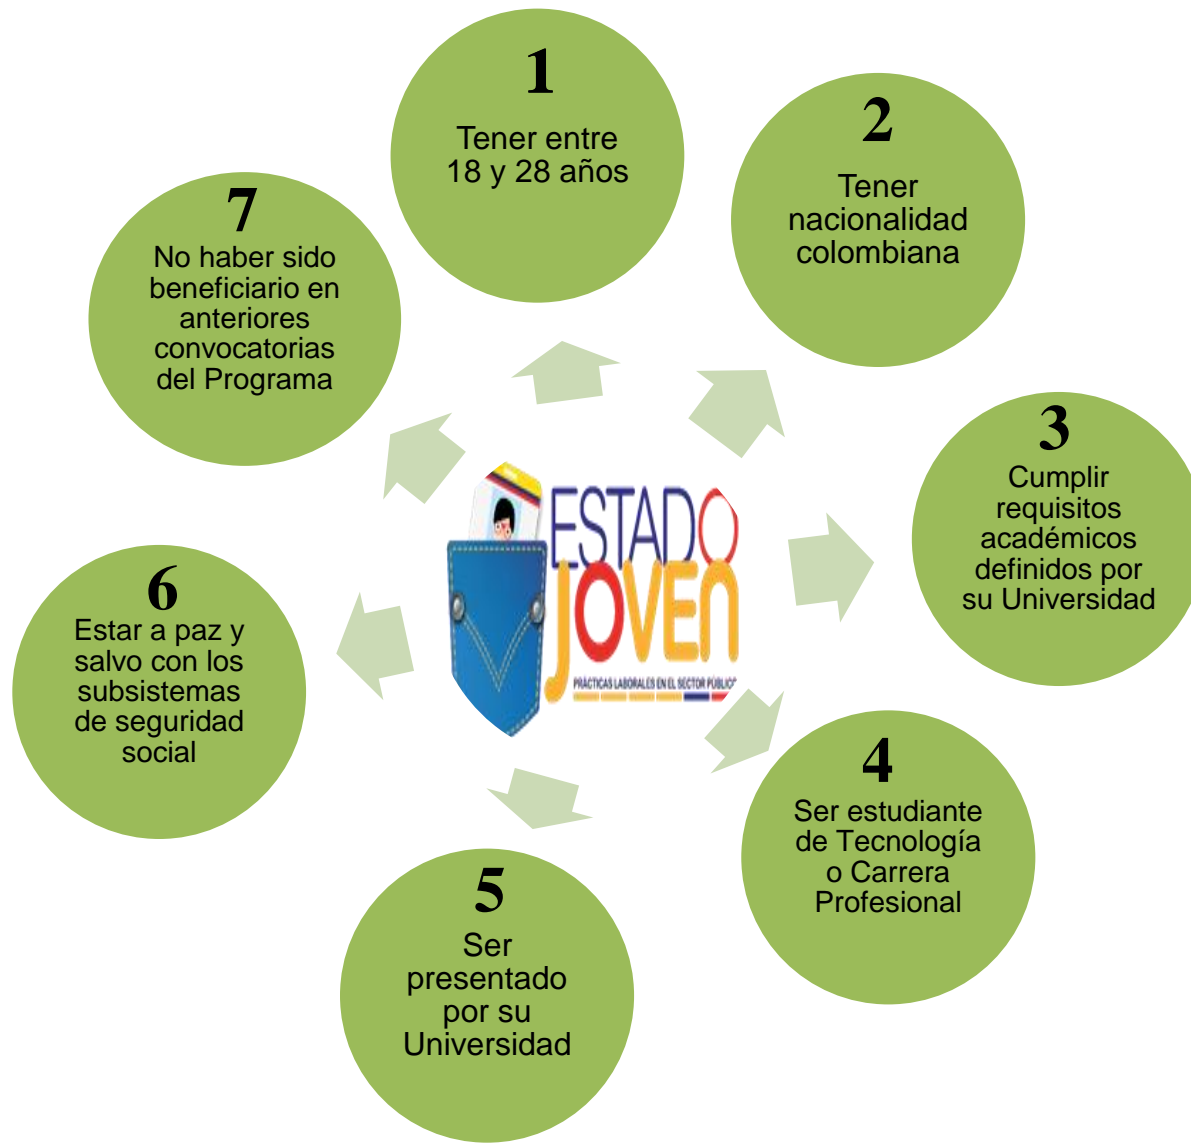 1
Tener entre
18 y 28 años
2
Tener
nacionalidad
colombiana
3
Cumplir
requisitos
académicos
definidos por
su Universidad
4
Ser estudiante
de Tecnología
o Carrera
Profesional
5
Ser
presentado
por su
Universidad
6
Estar a paz y
salvo con los
subsistemas
de seguridad
social
7
No haber sido
beneficiario en
anteriores
convocatorias
del Programa
ESTADO
JOVEN
PRÁCTICAS LABORALES EN EL SECTOR PÚBLICO